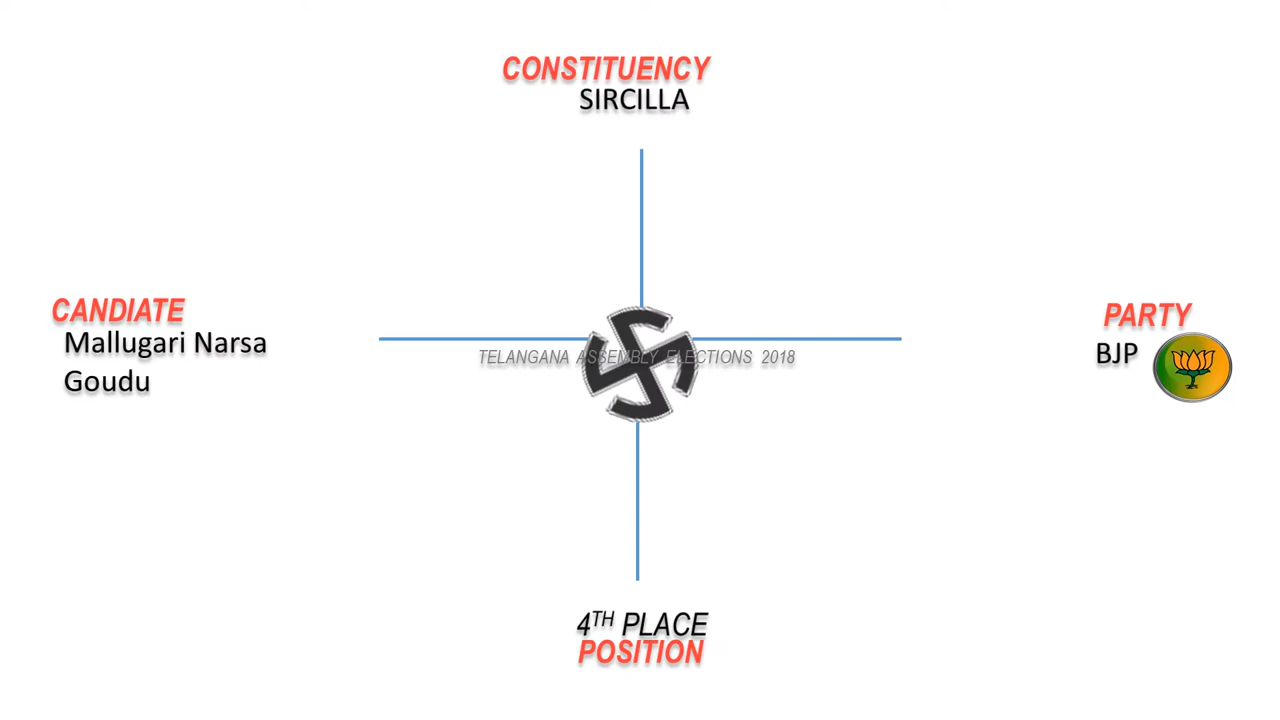 CONSTITUENCY
SIRCILLA
CANDIATE
Mallugari Narsa
Goudu
TELANGANA ASSEMBLY ELECTIONS 2018
PARTY
BJP
4TH PLACE
POSITION